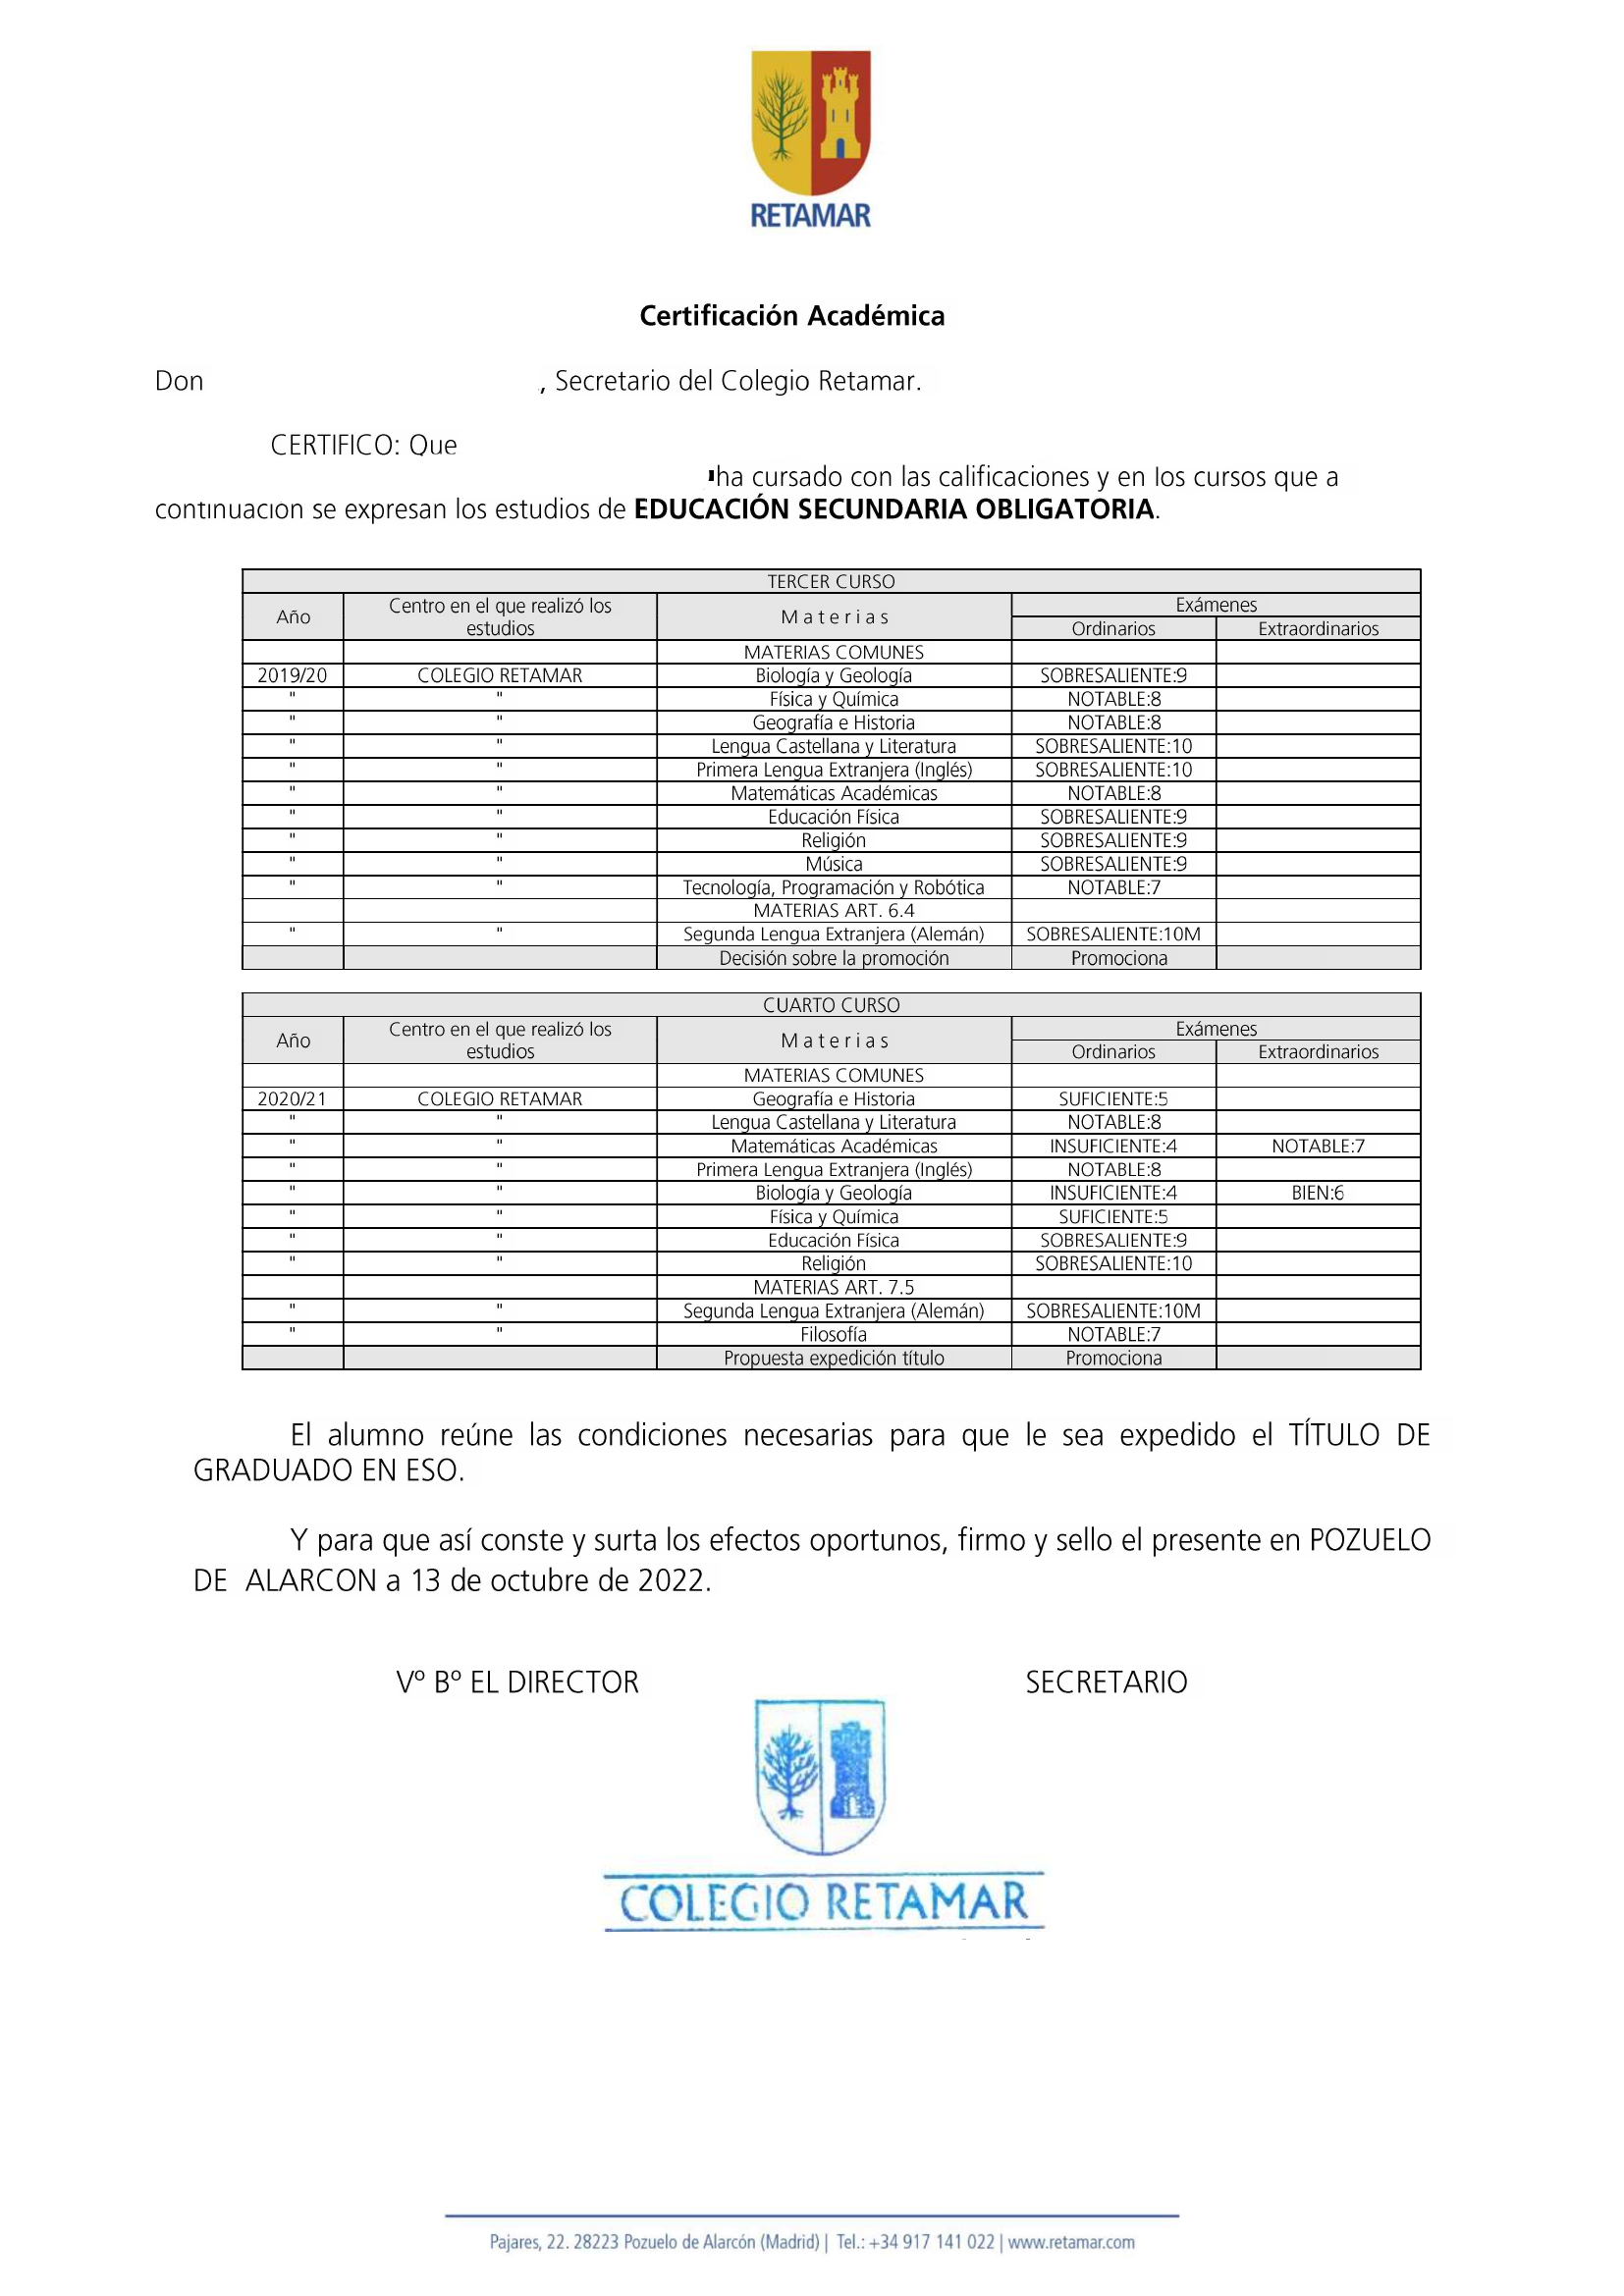 RETAMAR
Certificación Académica
Don , Secretario del Colegio Retamar.
CERTIFICO: Que
ha cursado con las calificaciones y en los cursos que a
continuación se expresan los estudios de EDUCACIÓN SECUNDARIA OBLIGATORIA.
TERCER CURSO
Año Centro en el que realizó los estudios Materias Exámenes
Ordinarios Extraordinarios
MATERIAS COMUNES
2019/20 COLEGIO RETAMAR Biología y Geología SOBRESALIENTE:9
" " Física y Química NOTABLE:8
" " Geografía e Historia NOTABLE:8
" " Lengua Castellana y Literatura SOBRESALIENTE:10
" " Primera Lengua Extranjera (Inglés) SOBRESALIENTE:10
" " Matemáticas Académicas NOTABLE:8
" " Educación Física SOBRESALIENTE:9
" " Religión SOBRESALIENTE:9
" " Música SOBRESALIENTE:9
" " Tecnología, Programación y Robótica NOTABLE:7
MATERIAS ART. 6.4
" " Segunda Lengua Extranjera (Alemán) SOBRESALIENTE:10M
Decisión sobre la promoción Promociona
CUARTO CURSO
Año Centro en el que realizó los estudios Materias Exámenes
Ordinarios Extraordinarios
MATERIAS COMUNES
2020/21 COLEGIO RETAMAR Geografía e Historia SUFICIENTE:5
" " Lengua Castellana y Literatura NOTABLE:8
" " Matemáticas Académicas INSUFICIENTE:4 NOTABLE:7
" " Primera Lengua Extranjera (Inglés) NOTABLE:8
" " Biología y Geología INSUFICIENTE:4 BIEN:6
" " Física y Química SUFICIENTE:5
" " Educación Física SOBRESALIENTE:9
" " Religión SOBRESALIENTE:10
MATERIAS ART. 7.5
" " Segunda Lengua Extranjera (Alemán) SOBRESALIENTE:10M
" " Filosofía NOTABLE:7
Propuesta expedición título Promociona
El alumno reúne las condiciones necesarias para que le sea expedido el TÍTULO DE
GRADUADO EN ESO.
Y para que así conste y surta los efectos oportunos, firmo y sello el presente en POZUELO
DE ALARCON a 13 de octubre de 2022.
Vº Bº EL DIRECTOR SECRETARIO
COLEGIO RETAMAR
Pajares, 22. 28223 Pozuelo de Alarcón (Madrid) | Tel.: +34 917 141 022 | www.retamar.com